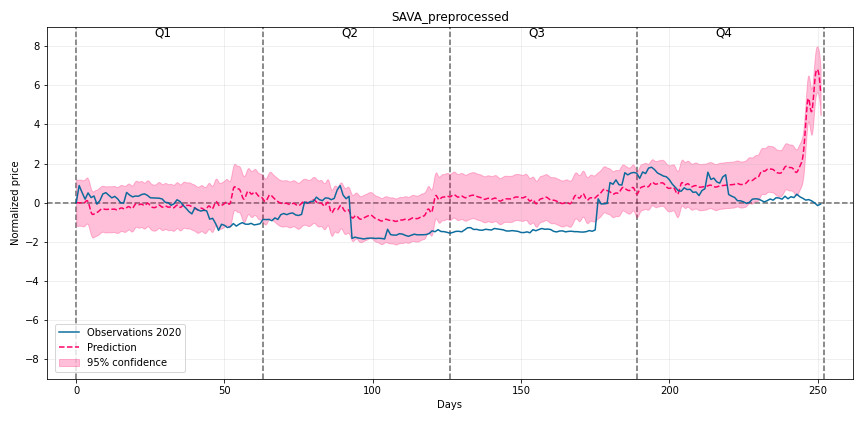 SAVA_preprocessed
Q1 Q2 Q3 Q4
8
6
4
2
0
−2
−4
−6
−8
Normalized price
Observations 2020
Prediction
95% confidence
0 50 100 150 200 250
Days